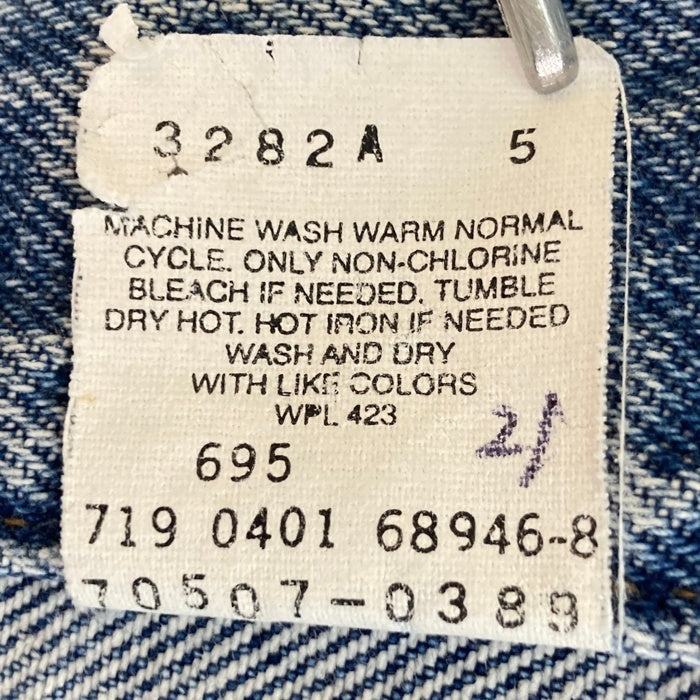 3282A 5
MACHINE WASH WARM NORMAL
CYCLE. ONLY NON-CHLORINE
BLEACH IF NEEDED. TUMBLE
DRY HOT. HOT IRON IF NEEDED
WASH AND DRY
WITH LIKE COLORS
WPL 423
21
695
719 0401 68946-8
70507-0389